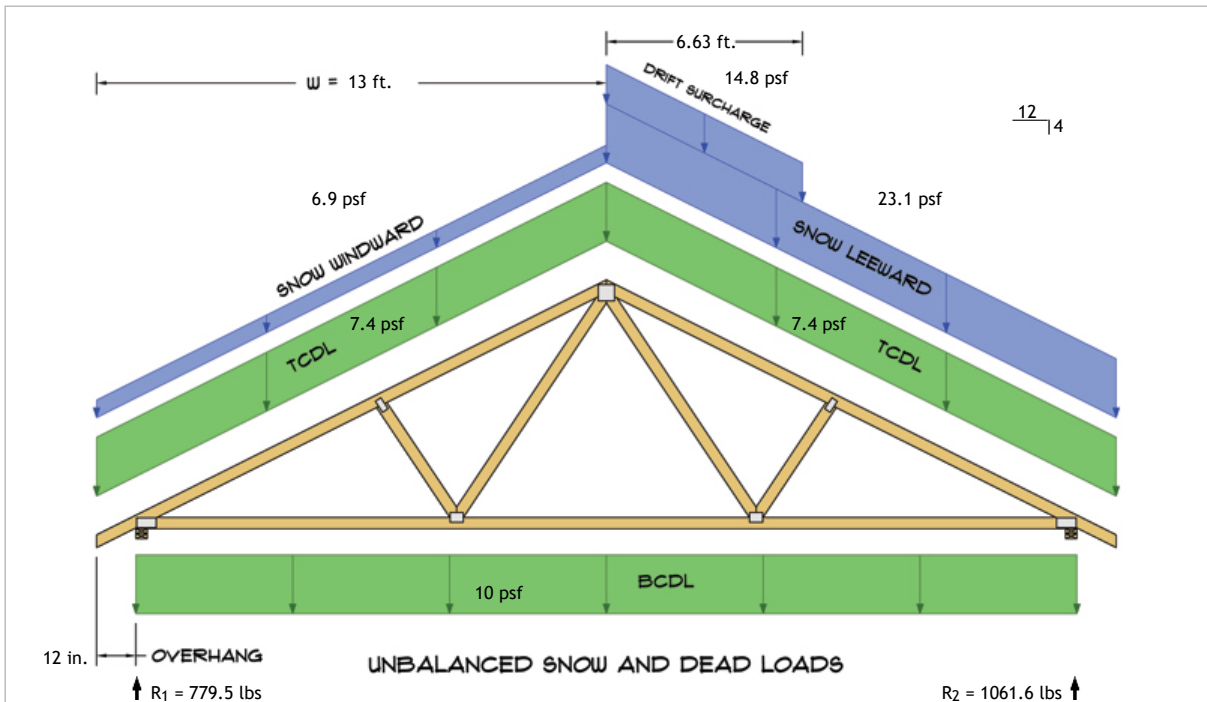 6.63 ft.
DRIFT SURCHARGE
14.8 psf
W = 13 ft.
12
4
6.9 psf
23.1 psf
SNOW WINDWARD
SNOW LEEWARD
7.4 psf
7.4 psf
TCDL
TCDL
10 psf
BCDL
12 in.
OVERHANG
UNBALANCED SNOW AND DEAD LOADS
R1 = 779.5 lbs
R2 = 1061.6 lbs